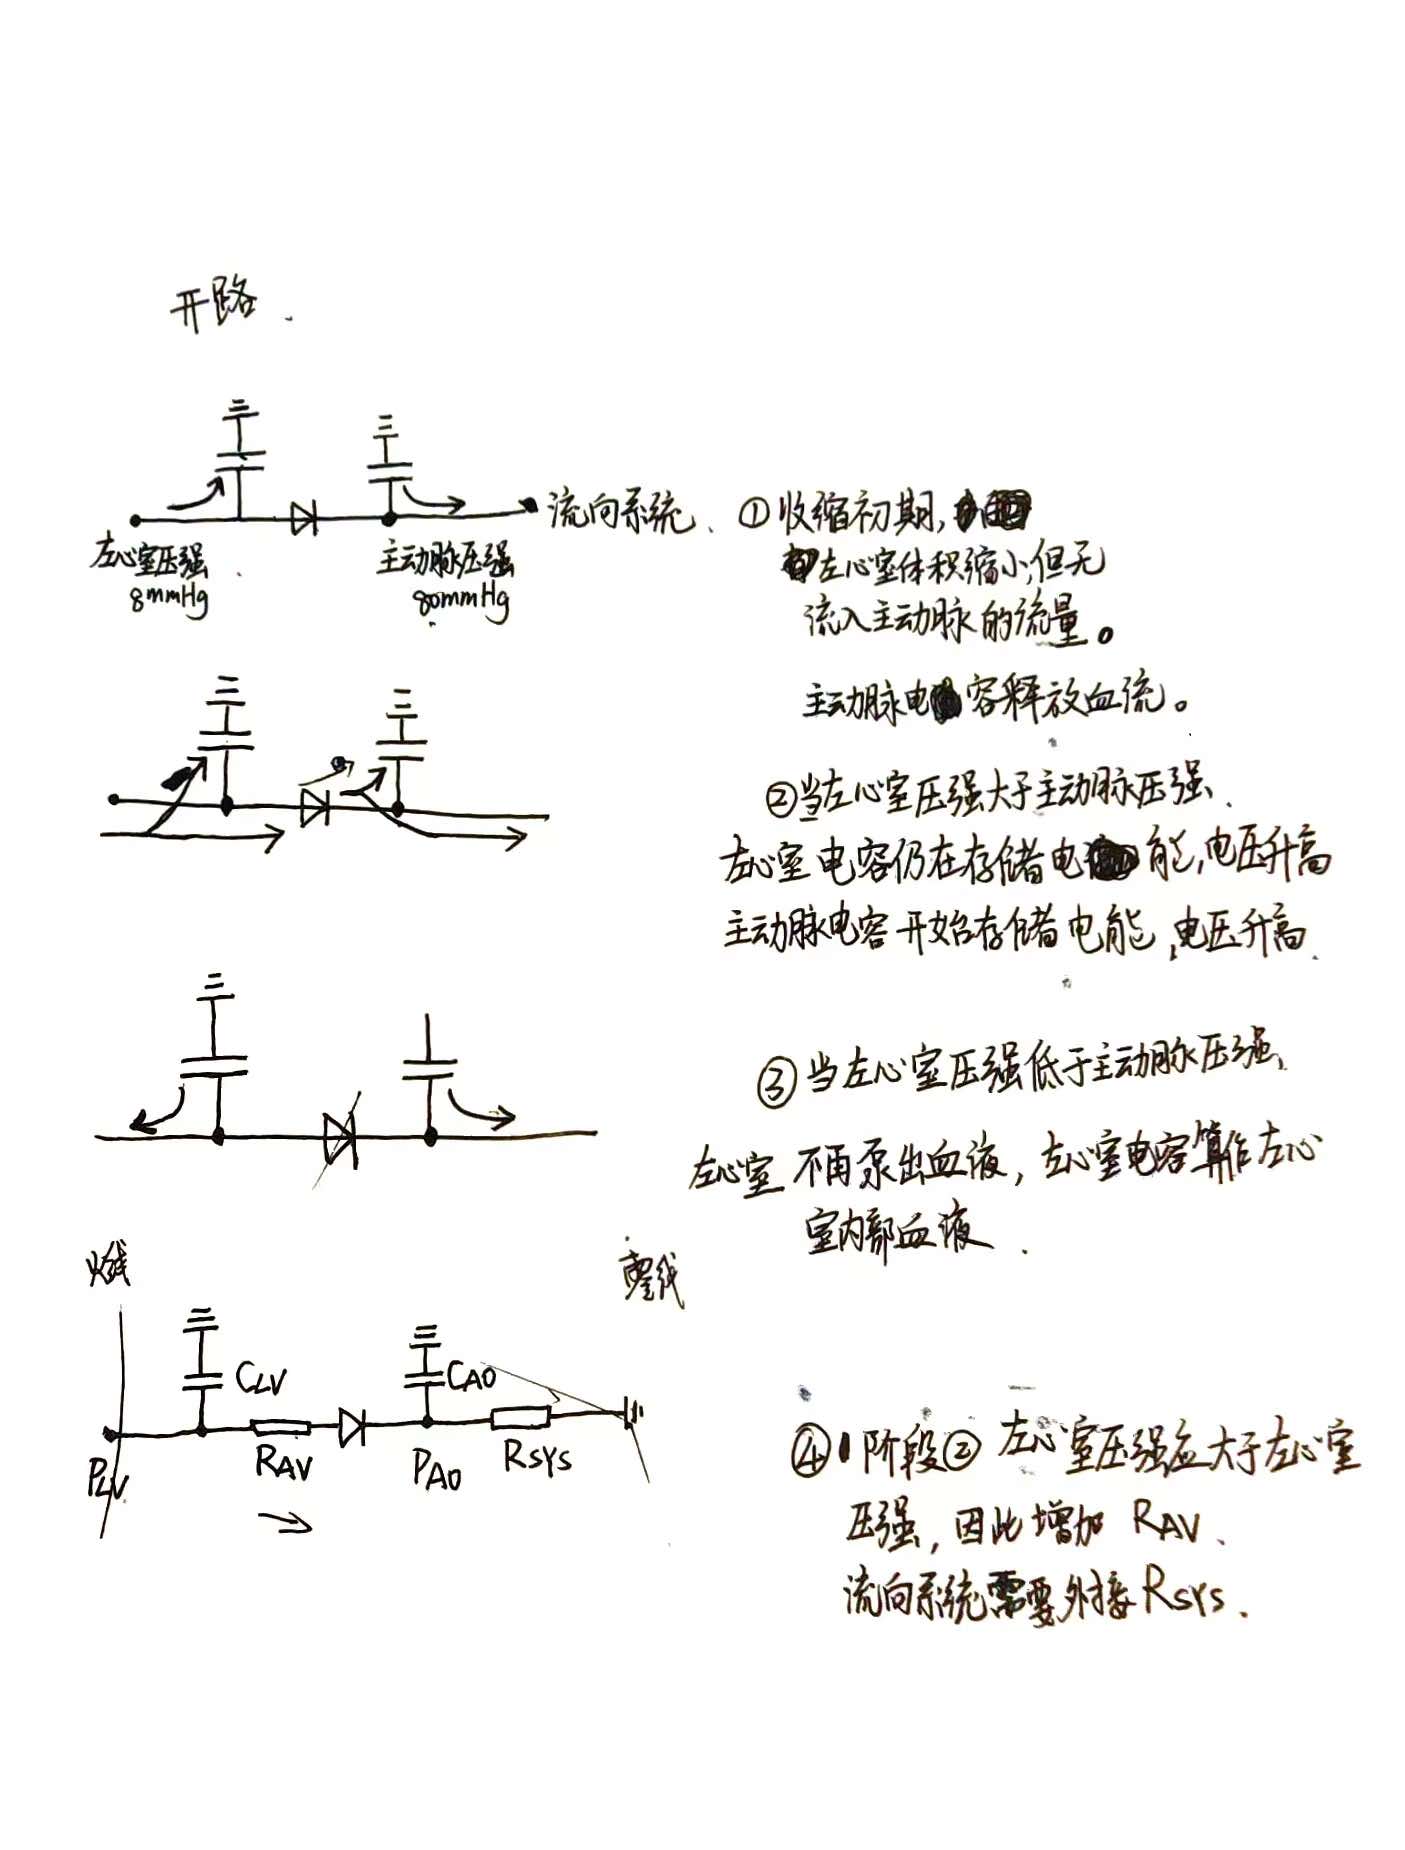 开路.
流向系统.
左心室压强
8mmHg
主动脉压强
80mmHg
①收缩初期,
左心室体积缩小,但无
流入主动脉的流量。
主动脉电容释放血流。
②当左心室压强大于主动脉压强.
左心室电容仍在存储电能,电压升高
主动脉电容开始存储电能,电压升高.
③当左心室压强低于主动脉压强.
左心室不再泵出血液,左心室电容算作左心
室内部血液.
火线
零线
CLV
CAO
PLV
RAV
PAO
RSYS
④阶段②左心室压强应大于左心室
压强,因此增加RAV.
流向系统需要外接RSYS.